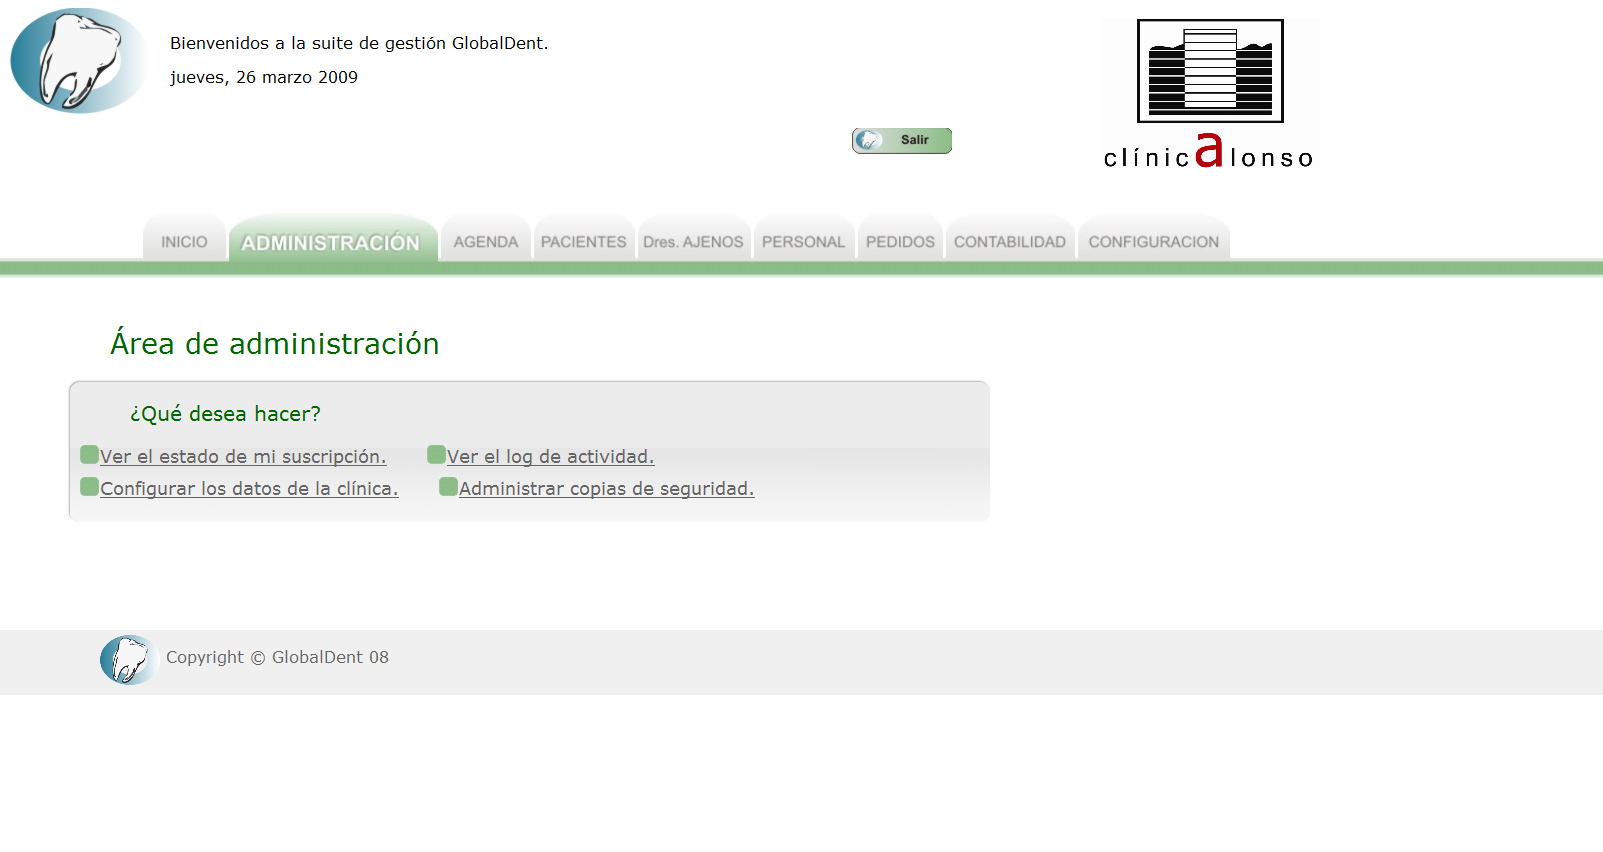 Bienvenidos a la suite de gestión GlobalDent.
jueves, 26 marzo 2009
Salir
clínicAlonso
INICIO ADMINISTRACIÓN AGENDA PACIENTES Dres. AJENOS PERSONAL PEDIDOS CONTABILIDAD CONFIGURACION
Área de administración
¿Qué desea hacer?
Ver el estado de mi suscripción. Ver el log de actividad.
Configurar los datos de la clínica. Administrar copias de seguridad.
Copyright © GlobalDent 08